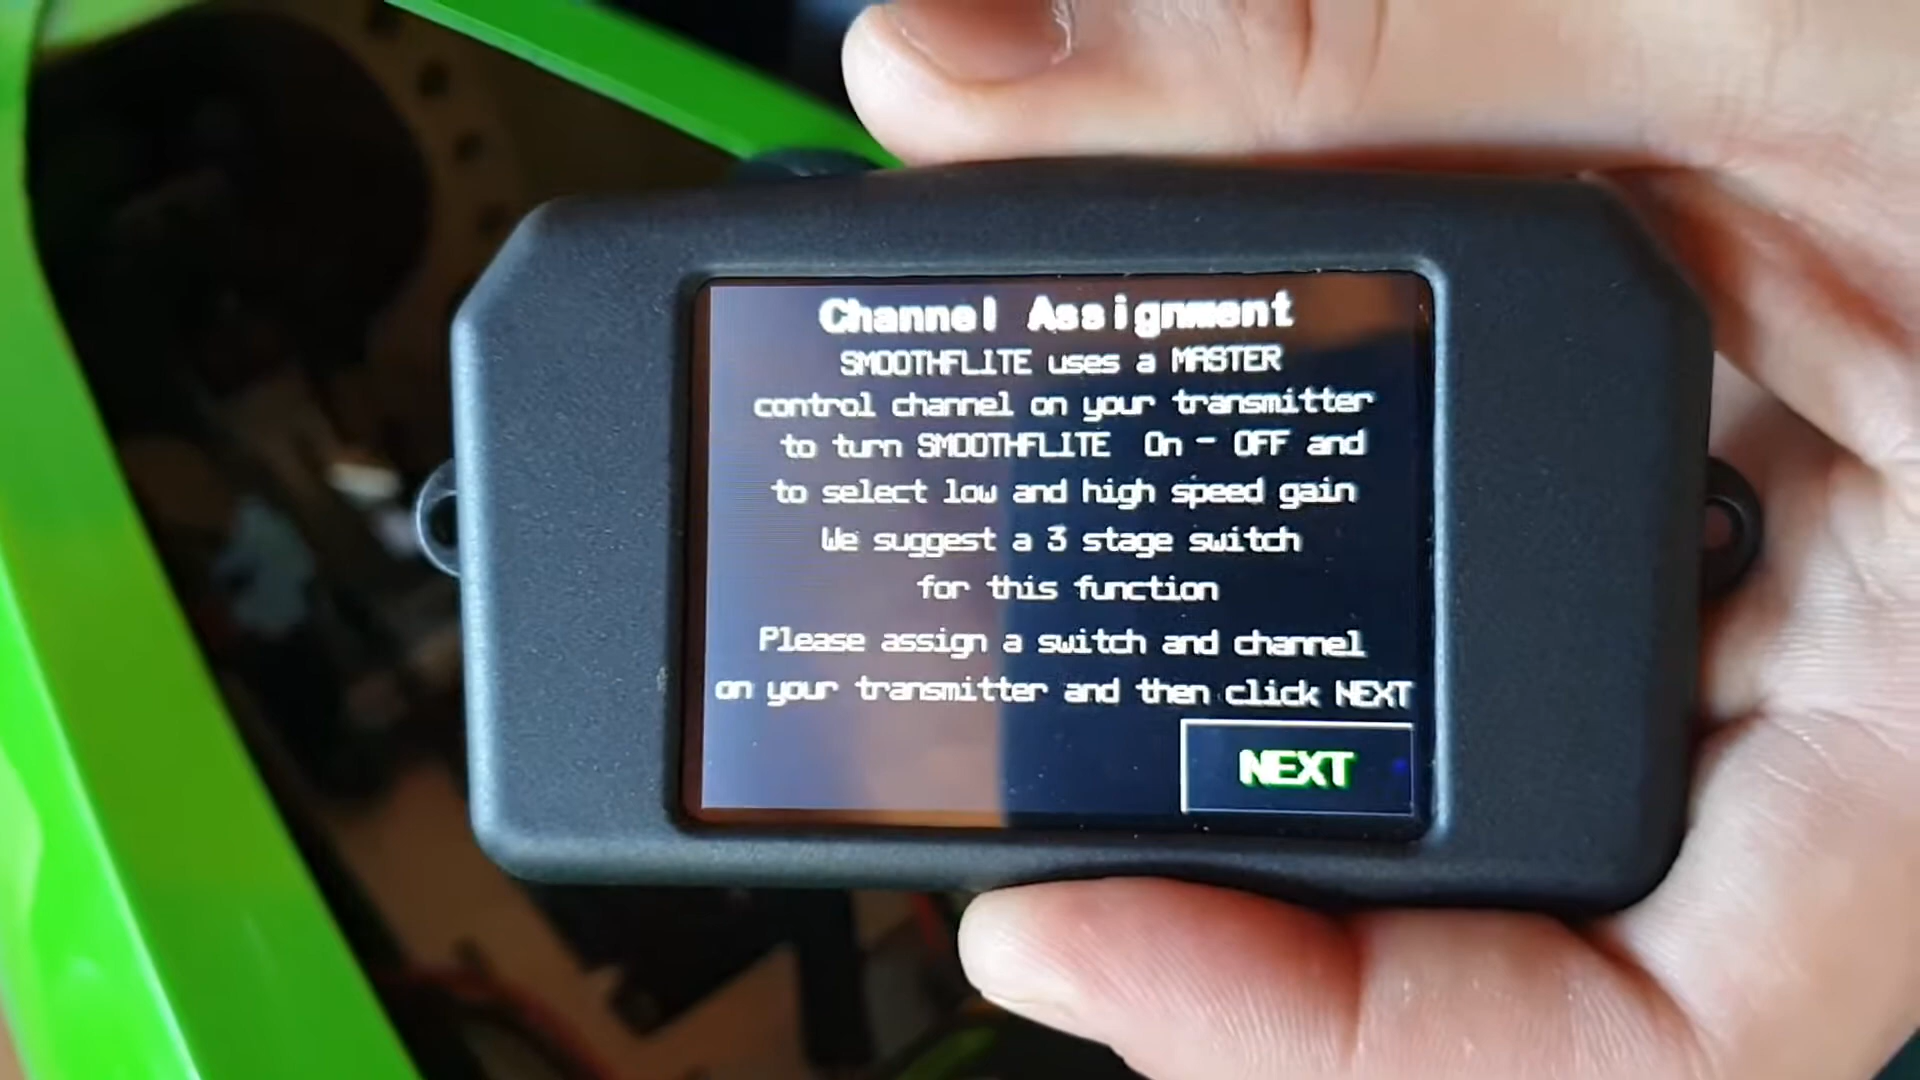 Channel Assignment
SMOOTHFLITE uses a MASTER
control channel on your transmitter
to turn SMOOTHFLITE On - OFF and
to select low and high speed gain
We suggest a 3 stage switch
for this function
Please assign a switch and channel
on your transmitter and then click NEXT
NEXT